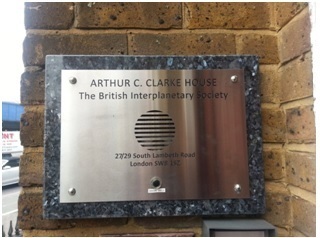 ARTHUR C. CLARKE HOUSE
The British Interplanetary Society
27/29 South Lambeth Road
London SW8 1SZ